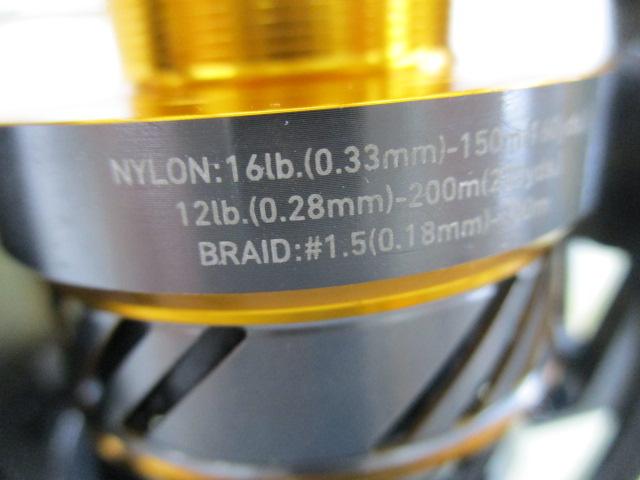 NYLON:16lb.(0.33mm)-150m
12lb.(0.28mm)-200m
BRAID:#1.5(0.18mm)-